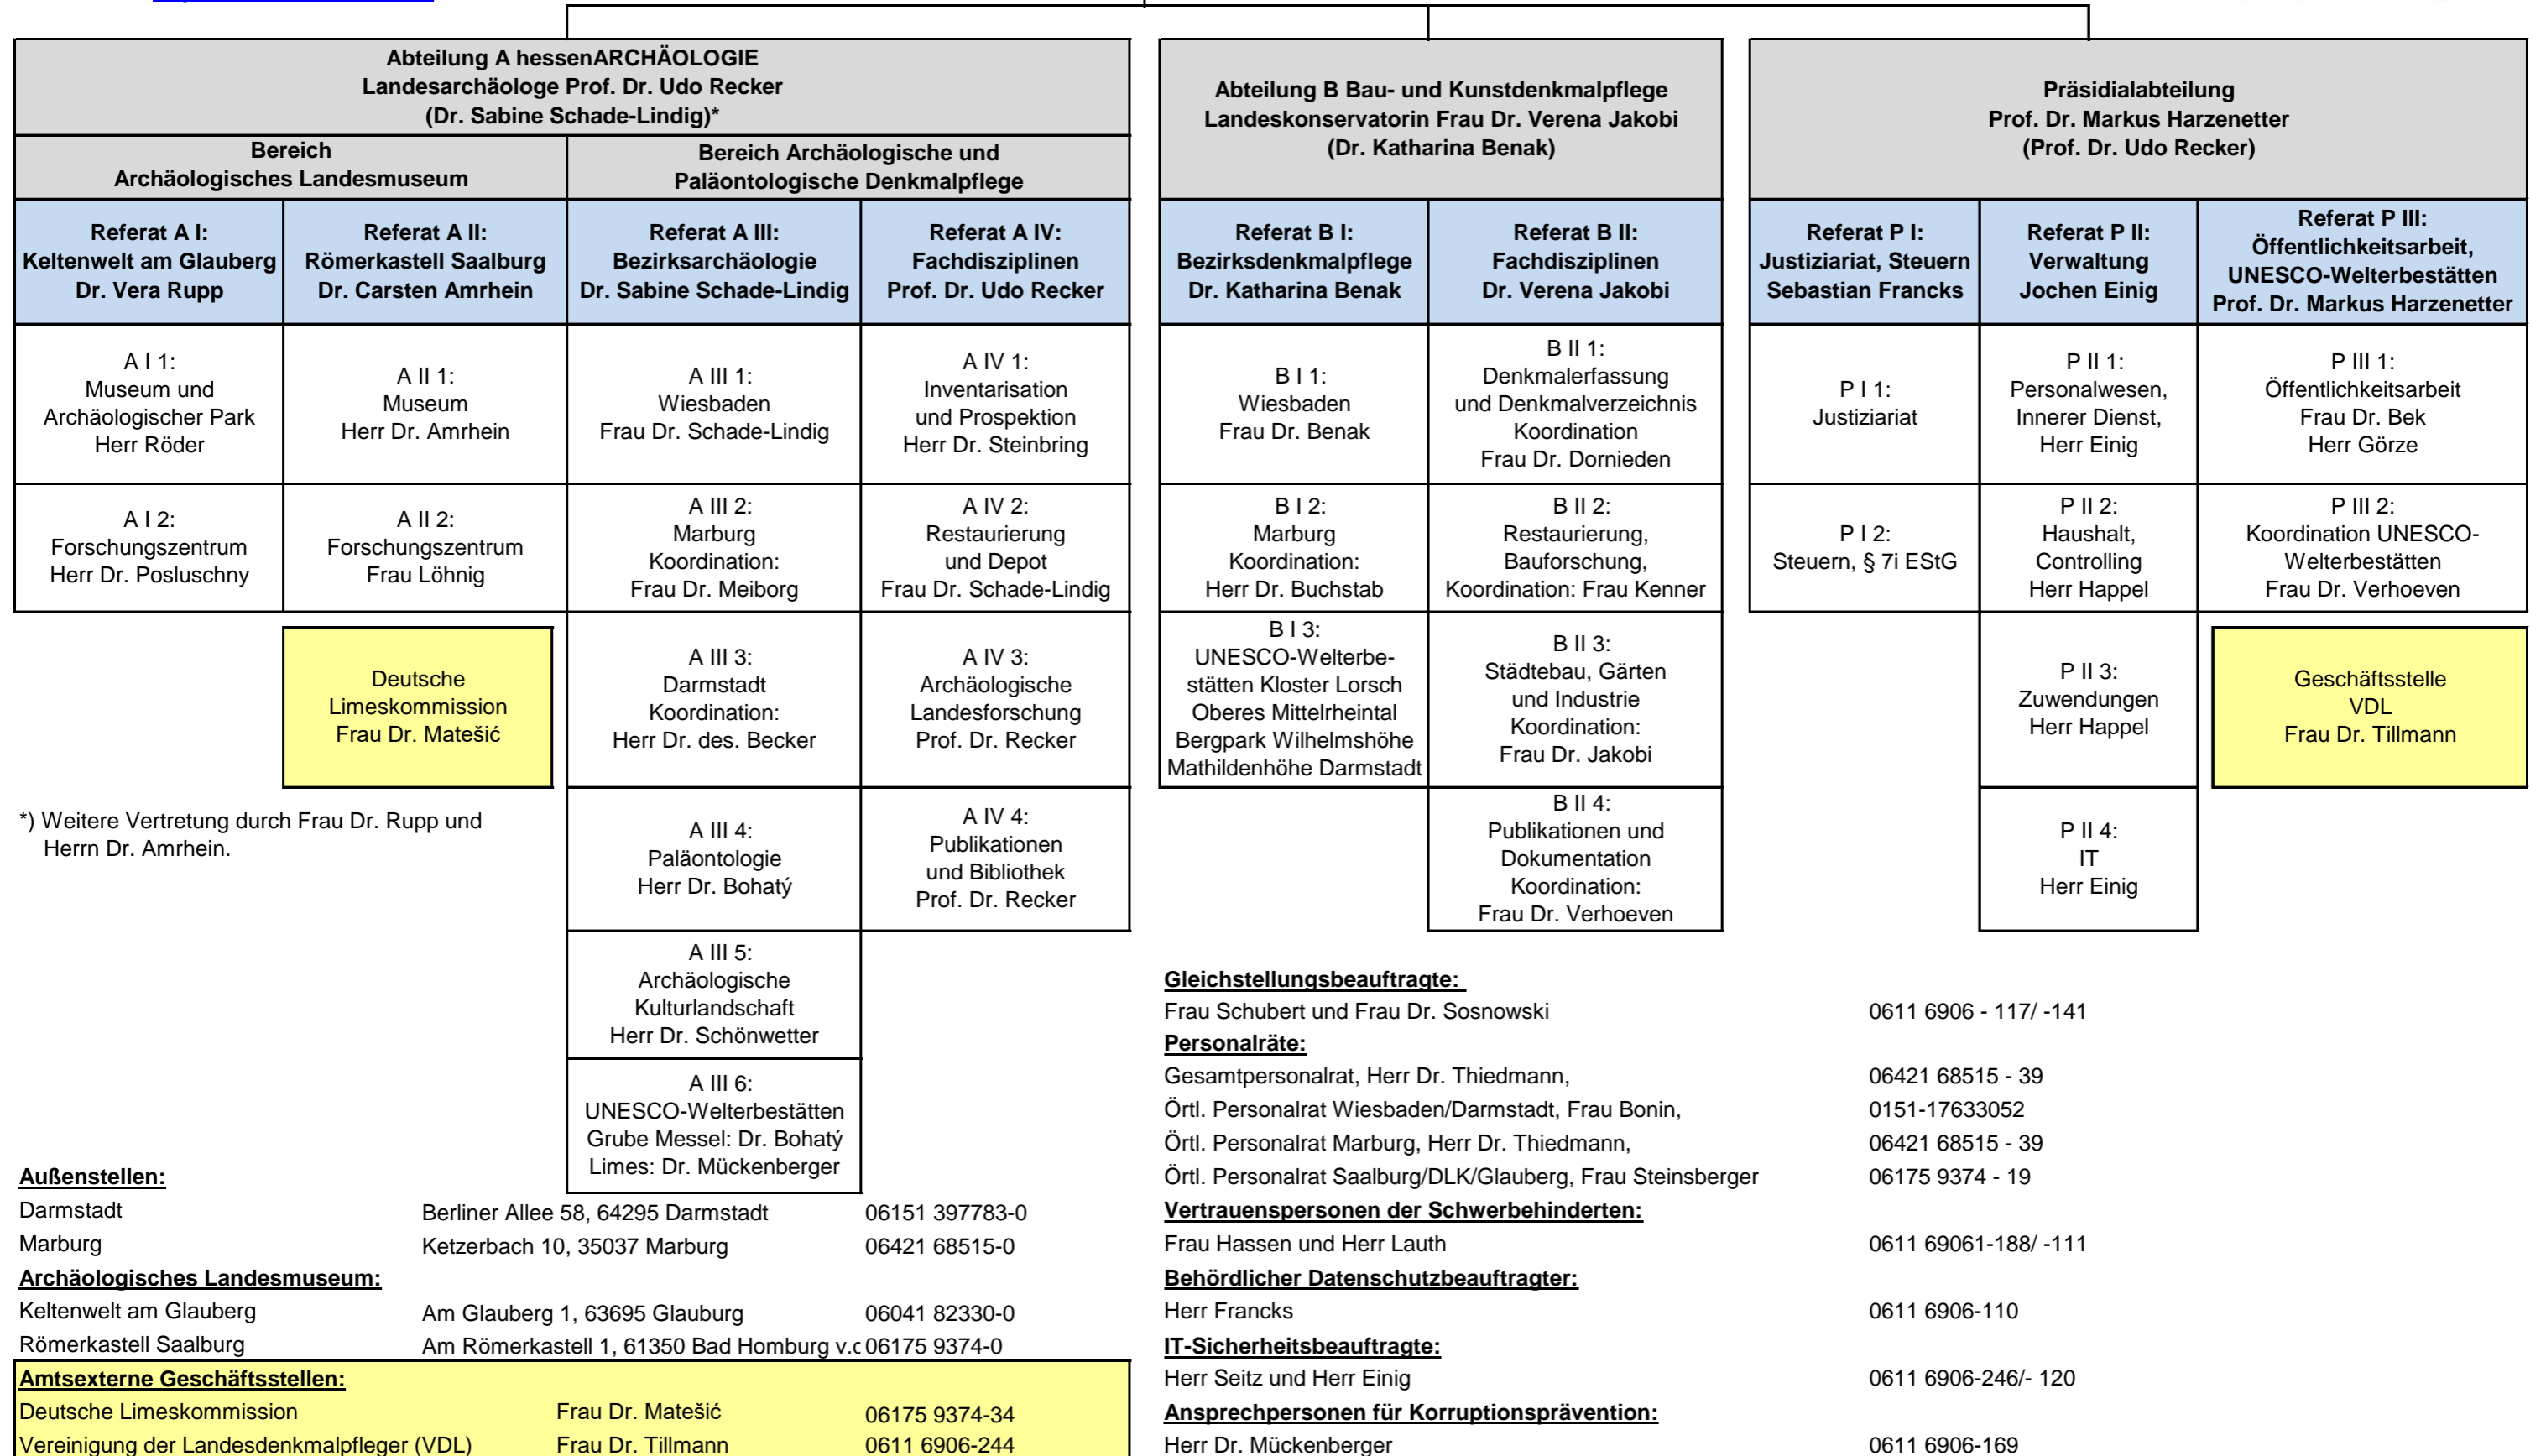 Abteilung A hessenARCHÄOLOGIE
Landesarchäologe Prof. Dr. Udo Recker
(Dr. Sabine Schade-Lindig)*
Bereich
Archäologisches Landesmuseum
Bereich Archäologische und
Paläontologische Denkmalpflege
Abteilung B Bau- und Kunstdenkmalpflege
Landeskonservatorin Frau Dr. Verena Jakobi
(Dr. Katharina Benak)
Präsidialabteilung
Prof. Dr. Markus Harzenetter
(Prof. Dr. Udo Recker)
Referat A I:
Keltenwelt am Glauberg
Dr. Vera Rupp
Referat A II:
Römerkastell Saalburg
Dr. Carsten Amrhein
Referat A III:
Bezirksarchäologie
Dr. Sabine Schade-Lindig
Referat A IV:
Fachdisziplinen
Prof. Dr. Udo Recker
Referat B I:
Bezirksdenkmalpflege
Dr. Katharina Benak
Referat B II:
Fachdisziplinen
Dr. Verena Jakobi
Referat P I:
Justiziariat, Steuern
Sebastian Francks
Referat P II:
Verwaltung
Jochen Einig
Referat P III:
Öffentlichkeitsarbeit,
UNESCO-Welterbestätten
Prof. Dr. Markus Harzenetter
A I 1:
Museum und
Archäologischer Park
Herr Röder
A II 1:
Museum
Herr Dr. Amrhein
A III 1:
Wiesbaden
Frau Dr. Schade-Lindig
A IV 1:
Inventarisation
und Prospektion
Herr Dr. Steinbring
B I 1:
Wiesbaden
Frau Dr. Benak
B II 1:
Denkmalerfassung
und Denkmalverzeichnis
Koordination
Frau Dr. Dornieden
P I 1:
Justiziariat
P II 1:
Personalwesen,
Innerer Dienst,
Herr Einig
P III 1:
Öffentlichkeitsarbeit
Frau Dr. Bek
Herr Görze
A I 2:
Forschungszentrum
Herr Dr. Posluschny
A II 2:
Forschungszentrum
Frau Löhnig
A III 2:
Marburg
Koordination:
Frau Dr. Meiborg
A IV 2:
Restaurierung
und Depot
Frau Dr. Schade-Lindig
B I 2:
Marburg
Koordination:
Herr Dr. Buchstab
B II 2:
Restaurierung,
Bauforschung,
Koordination: Frau Kenner
P I 2:
Steuern, § 7i EStG
P II 2:
Haushalt,
Controlling
Herr Happel
P III 2:
Koordination UNESCO-
Welterbestätten
Frau Dr. Verhoeven
Deutsche
Limeskommission
Frau Dr. Matešić
A III 3:
Darmstadt
Koordination:
Herr Dr. des. Becker
A IV 3:
Archäologische
Landesforschung
Prof. Dr. Recker
B I 3:
UNESCO-Welterbe-
stätten Kloster Lorsch
Oberes Mittelrheintal
Bergpark Wilhelmshöhe
Mathildenhöhe Darmstadt
B II 3:
Städtebau, Gärten
und Industrie
Koordination:
Frau Dr. Jakobi
P II 3:
Zuwendungen
Herr Happel
Geschäftsstelle
VDL
Frau Dr. Tillmann
*) Weitere Vertretung durch Frau Dr. Rupp und
Herrn Dr. Amrhein.
A III 4:
Paläontologie
Herr Dr. Bohatý
A IV 4:
Publikationen
und Bibliothek
Prof. Dr. Recker
B II 4:
Publikationen und
Dokumentation
Koordination:
Frau Dr. Verhoeven
P II 4:
IT
Herr Einig
A III 5:
Archäologische
Kulturlandschaft
Herr Dr. Schönwetter
A III 6:
UNESCO-Welterbestätten
Grube Messel: Dr. Bohatý
Limes: Dr. Mückenberger
Außenstellen:
Darmstadt Berliner Allee 58, 64295 Darmstadt 06151 397783-0
Marburg Ketzerbach 10, 35037 Marburg 06421 68515-0
Archäologisches Landesmuseum:
Keltenwelt am Glauberg Am Glauberg 1, 63695 Glauburg 06041 82330-0
Römerkastell Saalburg Am Römerkastell 1, 61350 Bad Homburg 06175 9374-0
Amtsexterne Geschäftsstellen:
Deutsche Limeskommission Frau Dr. Matešić 06175 9374-34
Vereinigung der Landesdenkmalpfleger (VDL) Frau Dr. Tillmann 0611 6906-244
Gleichstellungsbeauftragte:
Frau Schubert und Frau Dr. Sosnowski 0611 6906 - 117/ -141
Personalräte:
Gesamtpersonalrat, Herr Dr. Thiedmann, 06421 68515 - 39
Örtl. Personalrat Wiesbaden/Darmstadt, Frau Bonin, 0151-17633052
Örtl. Personalrat Marburg, Herr Dr. Thiedmann, 06421 68515 - 39
Örtl. Personalrat Saalburg/DLK/Glauberg, Frau Steinsberger 06175 9374 - 19
Vertrauenspersonen der Schwerbehinderten:
Frau Hassen und Herr Lauth 0611 69061-188/ -111
Behördlicher Datenschutzbeauftragter:
Herr Francks 0611 6906-110
IT-Sicherheitsbeauftragte:
Herr Seitz und Herr Einig 0611 6906-246/- 120
Ansprechpersonen für Korruptionsprävention:
Herr Dr. Mückenberger 0611 6906-169